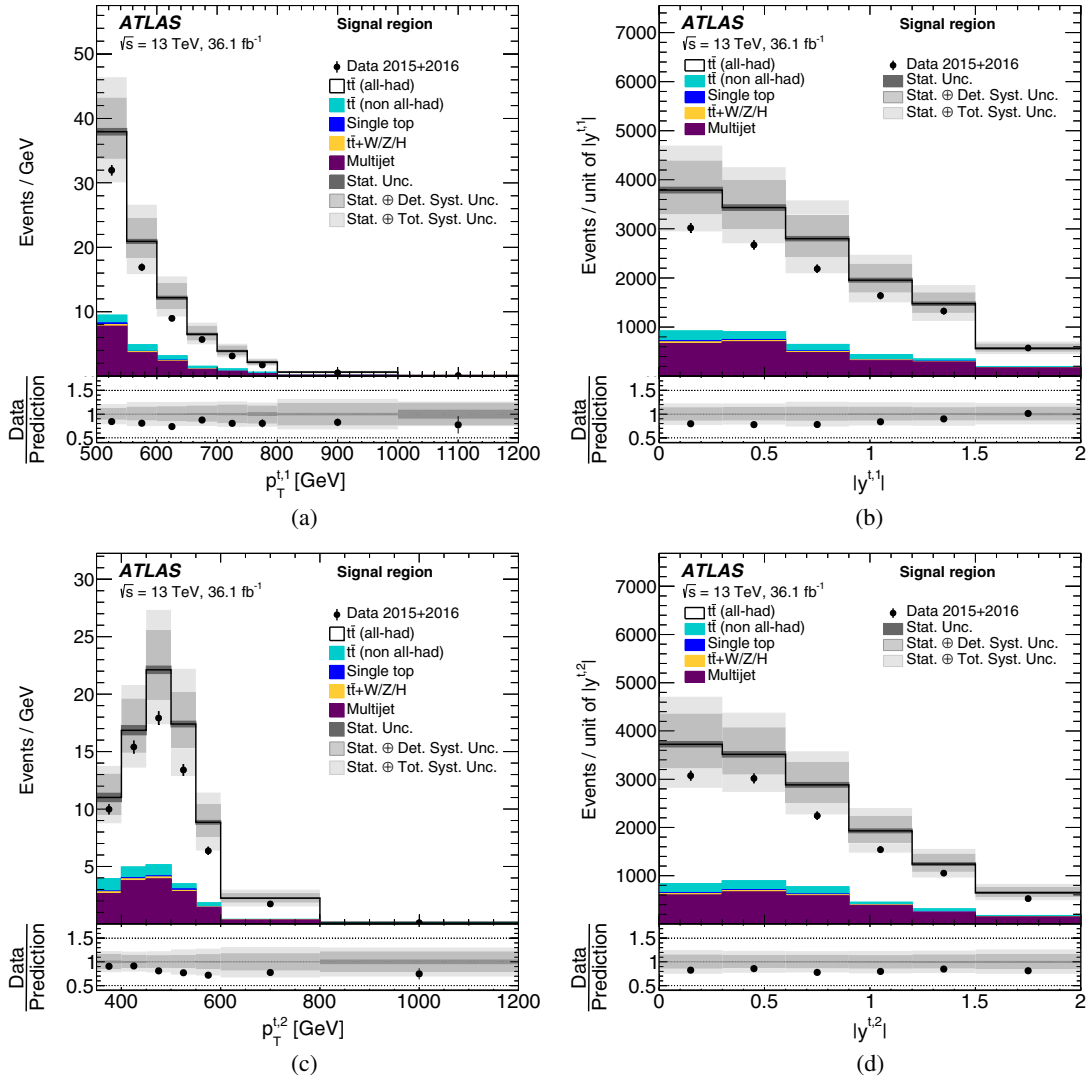 ATLAS Signal region
√s = 13 TeV, 36.1 fb⁻¹
Data 2015+2016
tt̄ (all-had)
tt̄ (non all-had)
Single top
tt̄+W/Z/H
Multijet
Stat. Unc.
Stat. ⊕ Det. Syst. Unc.
Stat. ⊕ Tot. Syst. Unc.
Events / GeV
50
40
30
20
10
Data
Prediction
1.5
1
0.5
500 600 700 800 900 1000 1100 1200
p_T^{t,1} [GeV]
(a)
ATLAS Signal region
√s = 13 TeV, 36.1 fb⁻¹
tt̄ (all-had)
tt̄ (non all-had)
Single top
tt̄+W/Z/H
Multijet
Data 2015+2016
Stat. Unc.
Stat. ⊕ Det. Syst. Unc.
Stat. ⊕ Tot. Syst. Unc.
Events / unit of |y^{t,1}|
7000
6000
5000
4000
3000
2000
1000
Data
Prediction
1.5
1
0.5
0 0.5 1 1.5 2
|y^{t,1}|
(b)
ATLAS Signal region
√s = 13 TeV, 36.1 fb⁻¹
Data 2015+2016
tt̄ (all-had)
tt̄ (non all-had)
Single top
tt̄+W/Z/H
Multijet
Stat. Unc.
Stat. ⊕ Det. Syst. Unc.
Stat. ⊕ Tot. Syst. Unc.
Events / GeV
30
25
20
15
10
5
Data
Prediction
1.5
1
0.5
400 600 800 1000 1200
p_T^{t,2} [GeV]
(c)
ATLAS Signal region
√s = 13 TeV, 36.1 fb⁻¹
tt̄ (all-had)
tt̄ (non all-had)
Single top
tt̄+W/Z/H
Multijet
Data 2015+2016
Stat. Unc.
Stat. ⊕ Det. Syst. Unc.
Stat. ⊕ Tot. Syst. Unc.
Events / unit of |y^{t,2}|
7000
6000
5000
4000
3000
2000
1000
Data
Prediction
1.5
1
0.5
0 0.5 1 1.5 2
|y^{t,2}|
(d)